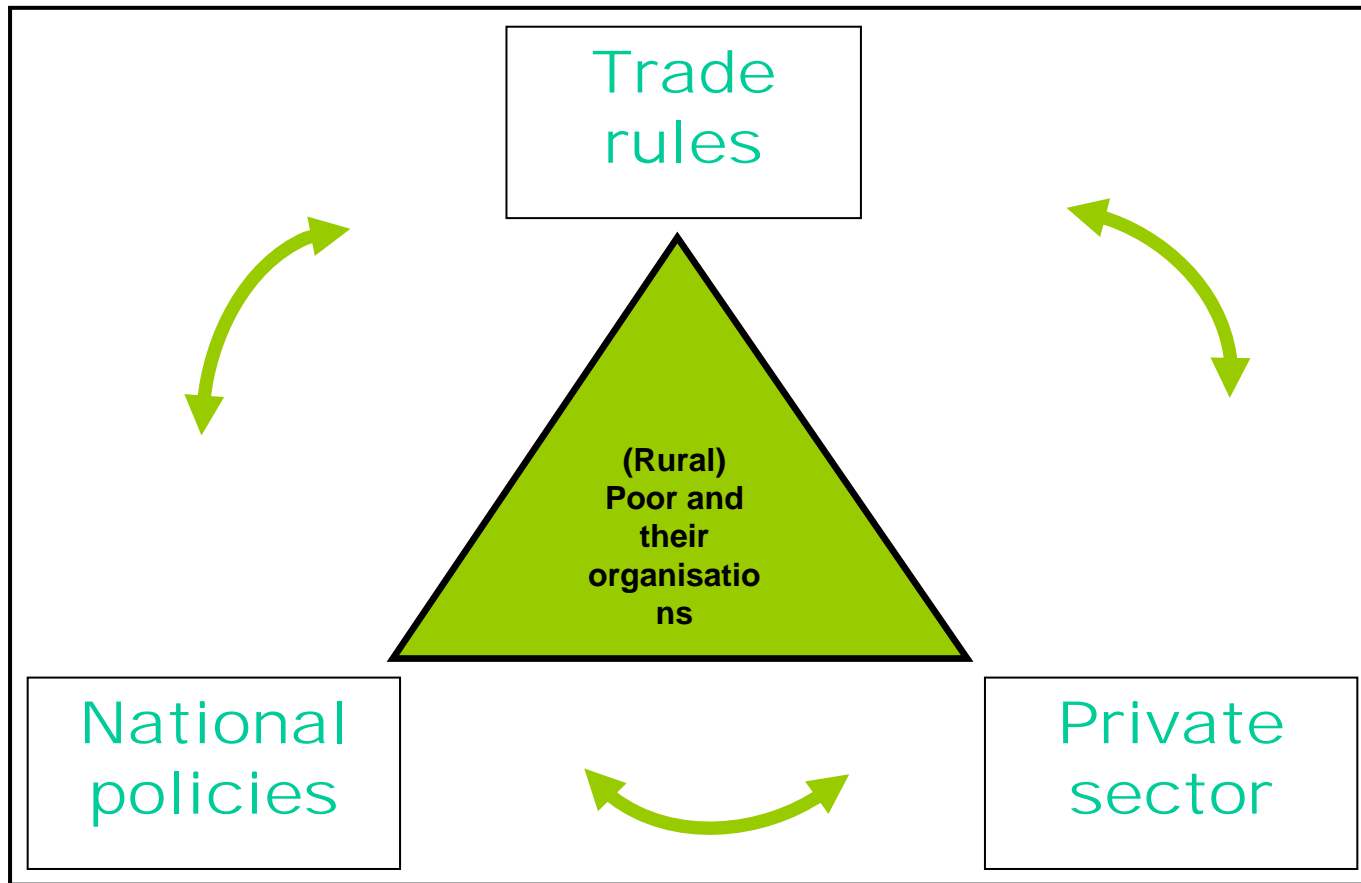 Trade
rules
(Rural)
Poor and
their
organisatio
ns
National
policies
Private
sector